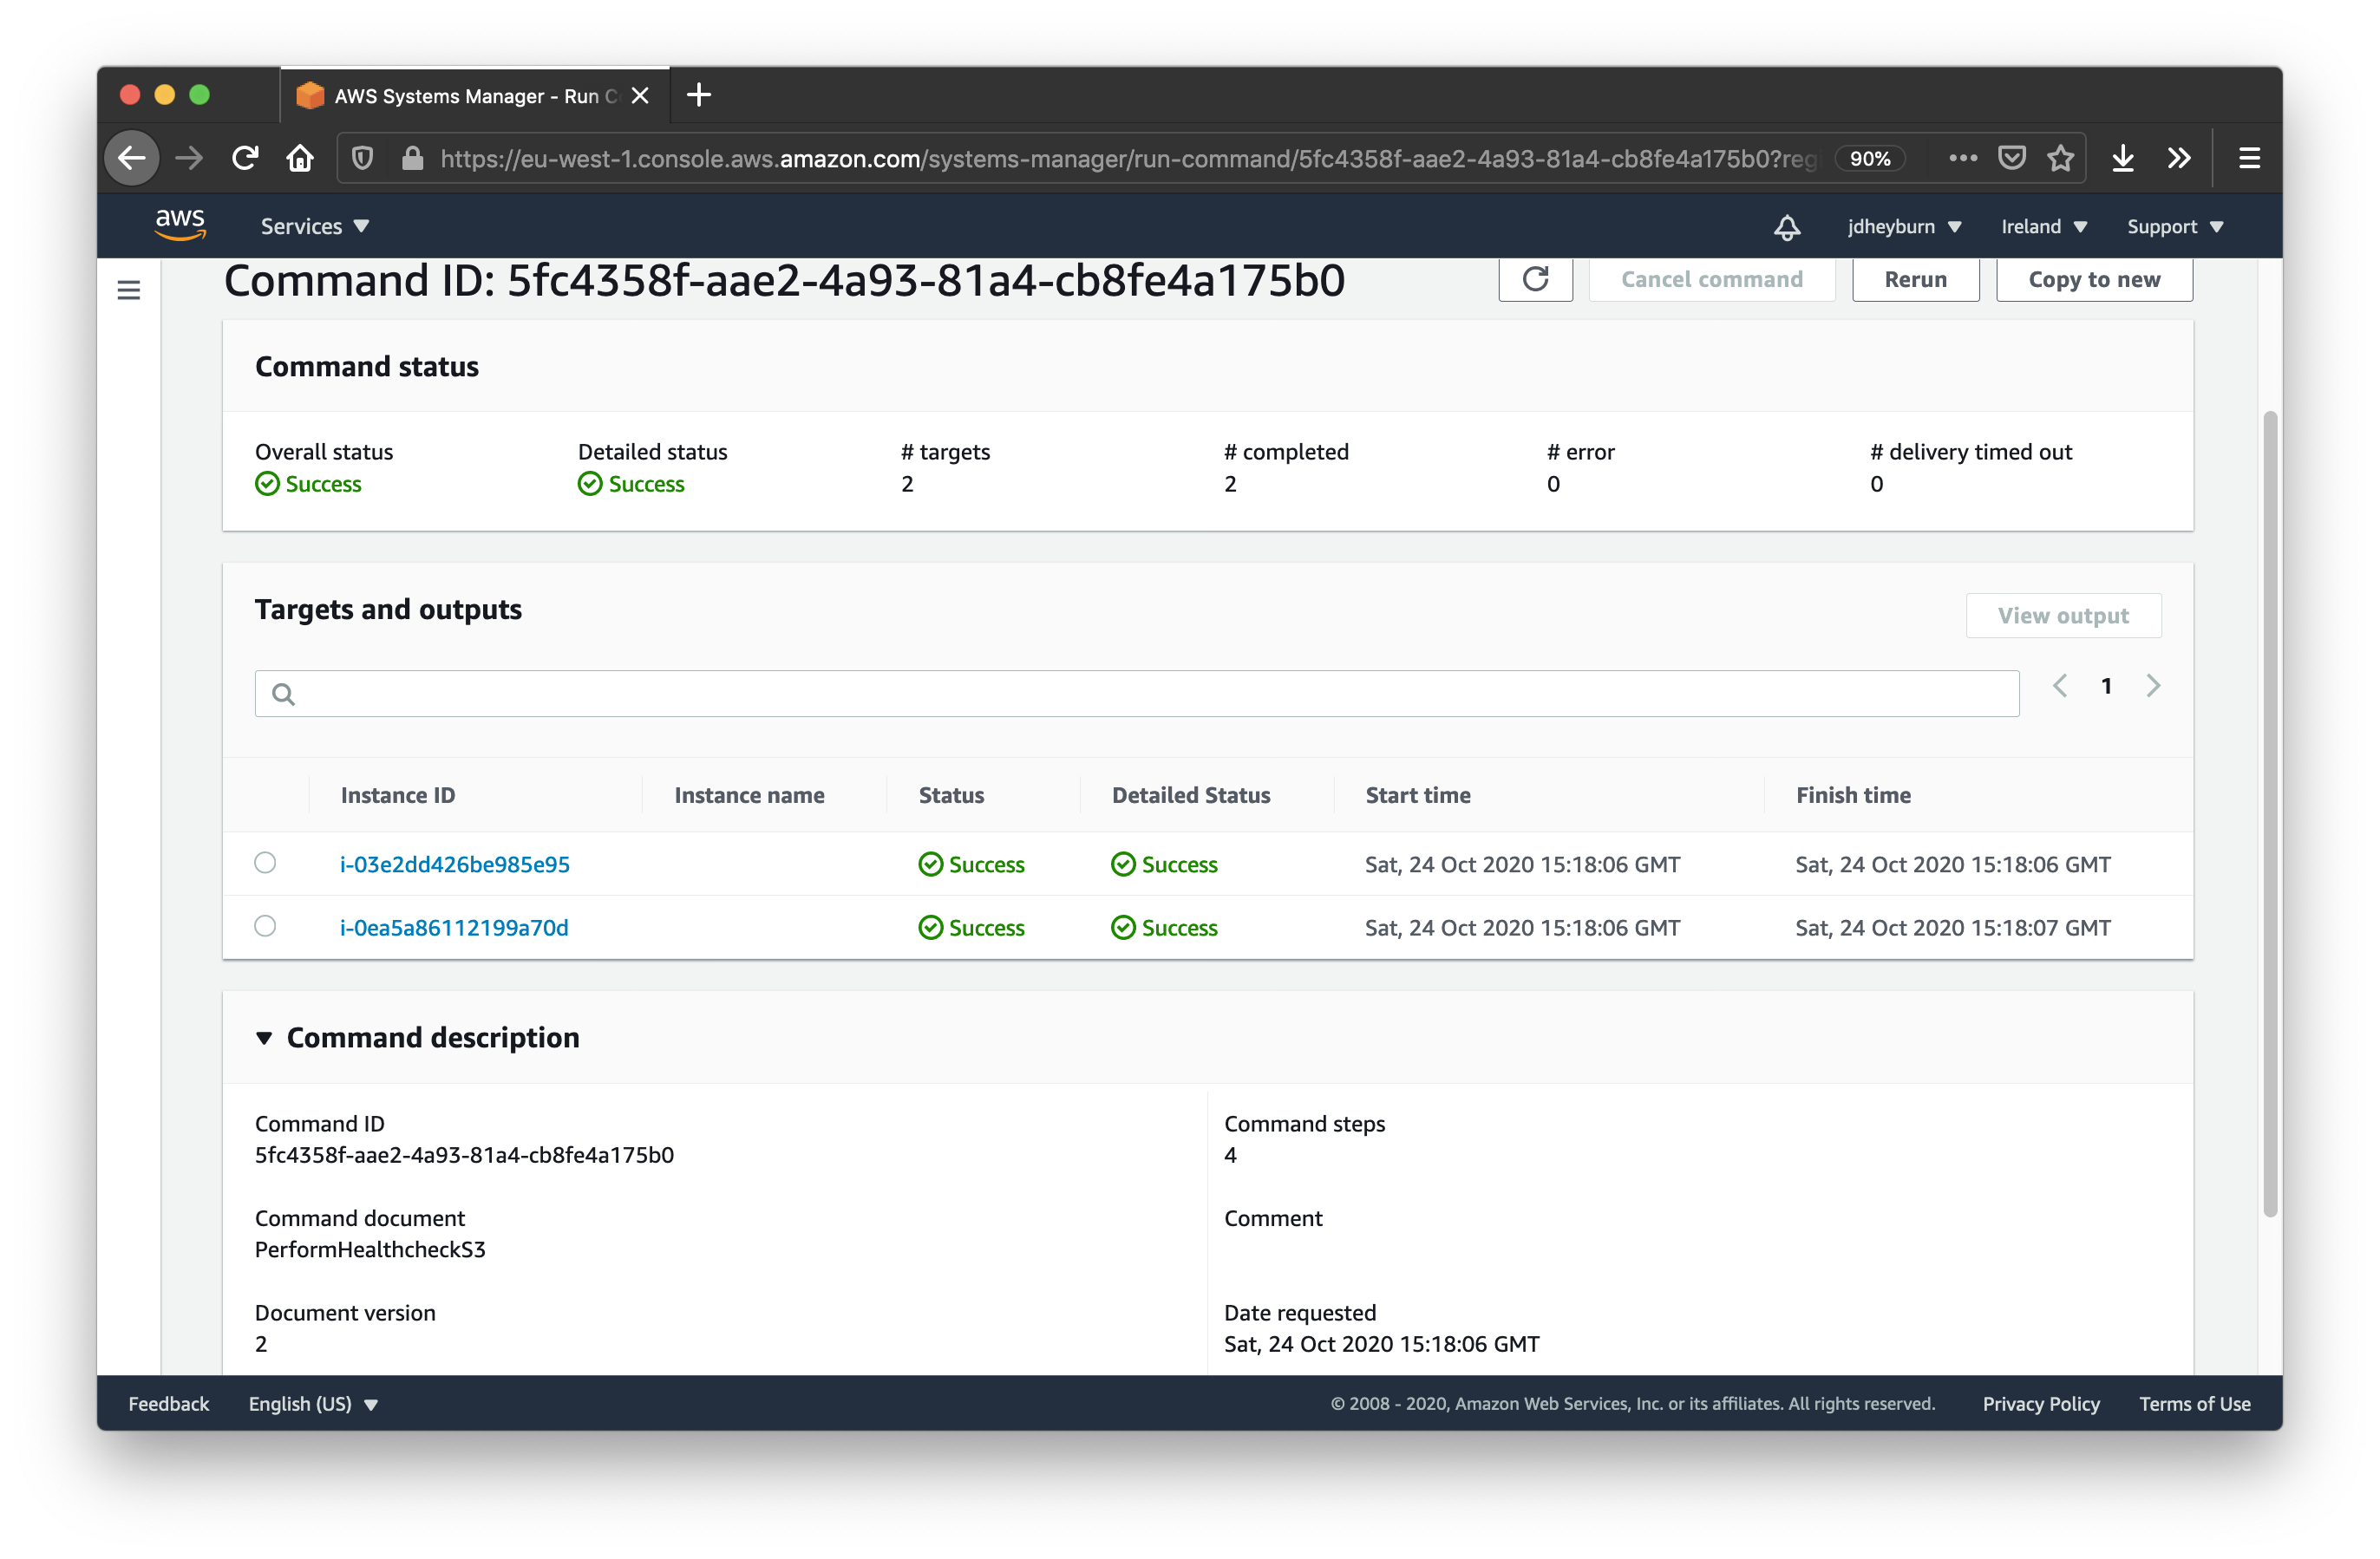 AWS Systems Manager - Run C
https://eu-west-1.console.aws.amazon.com/systems-manager/run-command/5fc4358f-aae2-4a93-81a4-cb8fe4a175b0?reg 90%
aws Services jdheyburn Ireland Support
Command ID: 5fc4358f-aae2-4a93-81a4-cb8fe4a175b0 Cancel command Rerun Copy to new
Command status
Overall status Detailed status # targets # completed # error # delivery timed out
Success Success 2 2 0 0
Targets and outputs View output
1
Instance ID Instance name Status Detailed Status Start time Finish time
i-03e2dd426be985e95 Success Success Sat, 24 Oct 2020 15:18:06 GMT Sat, 24 Oct 2020 15:18:06 GMT
i-0ea5a86112199a70d Success Success Sat, 24 Oct 2020 15:18:06 GMT Sat, 24 Oct 2020 15:18:07 GMT
Command description
Command ID Command steps
5fc4358f-aae2-4a93-81a4-cb8fe4a175b0 4
Command document Comment
PerformHealthcheckS3
Document version Date requested
2 Sat, 24 Oct 2020 15:18:06 GMT
Feedback English (US) © 2008 - 2020, Amazon Web Services, Inc. or its affiliates. All rights reserved. Privacy Policy Terms of Use